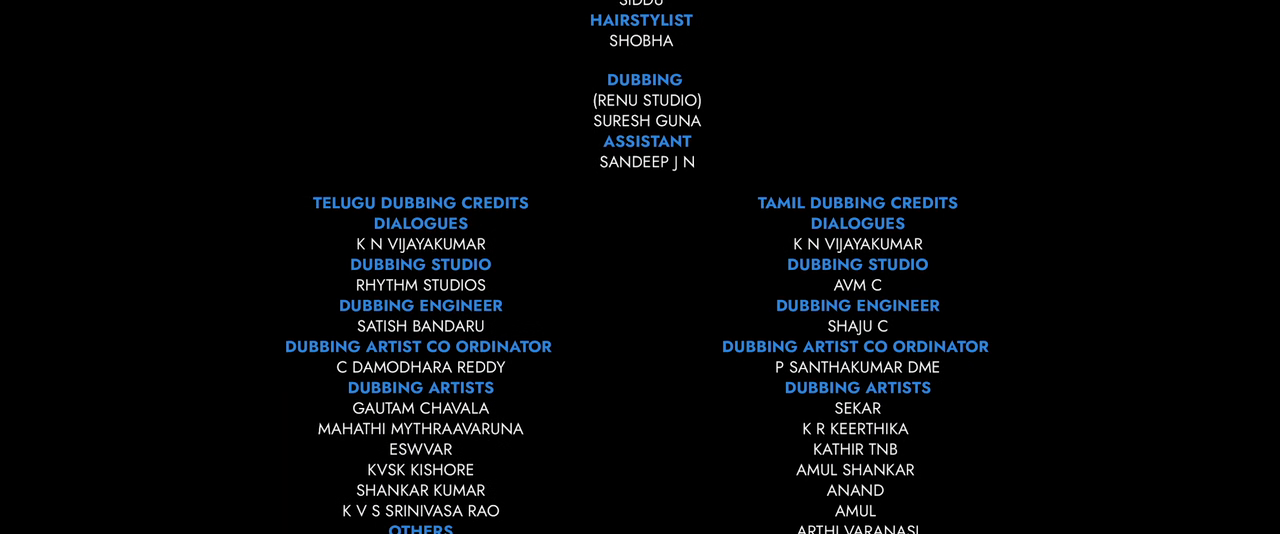 SIDDU
HAIRSTYLIST
SHOBHA
DUBBING
(RENU STUDIO)
SURESH GUNA
ASSISTANT
SANDEEP J N
TELUGU DUBBING CREDITS
DIALOGUES
K N VIJAYAKUMAR
DUBBING STUDIO
RHYTHM STUDIOS
DUBBING ENGINEER
SATISH BANDARU
DUBBING ARTIST CO ORDINATOR
C DAMODHARA REDDY
DUBBING ARTISTS
GAUTAM CHAVALA
MAHATHI MYTHRAAVARUNA
ESWVAR
KVSK KISHORE
SHANKAR KUMAR
K V S SRINIVASA RAO
OTHERS
TAMIL DUBBING CREDITS
DIALOGUES
K N VIJAYAKUMAR
DUBBING STUDIO
AVM C
DUBBING ENGINEER
SHAJU C
DUBBING ARTIST CO ORDINATOR
P SANTHAKUMAR DME
DUBBING ARTISTS
SEKAR
K R KEERTHIKA
KATHIR TNB
AMUL SHANKAR
ANAND
AMUL
ARTHI VARANASI